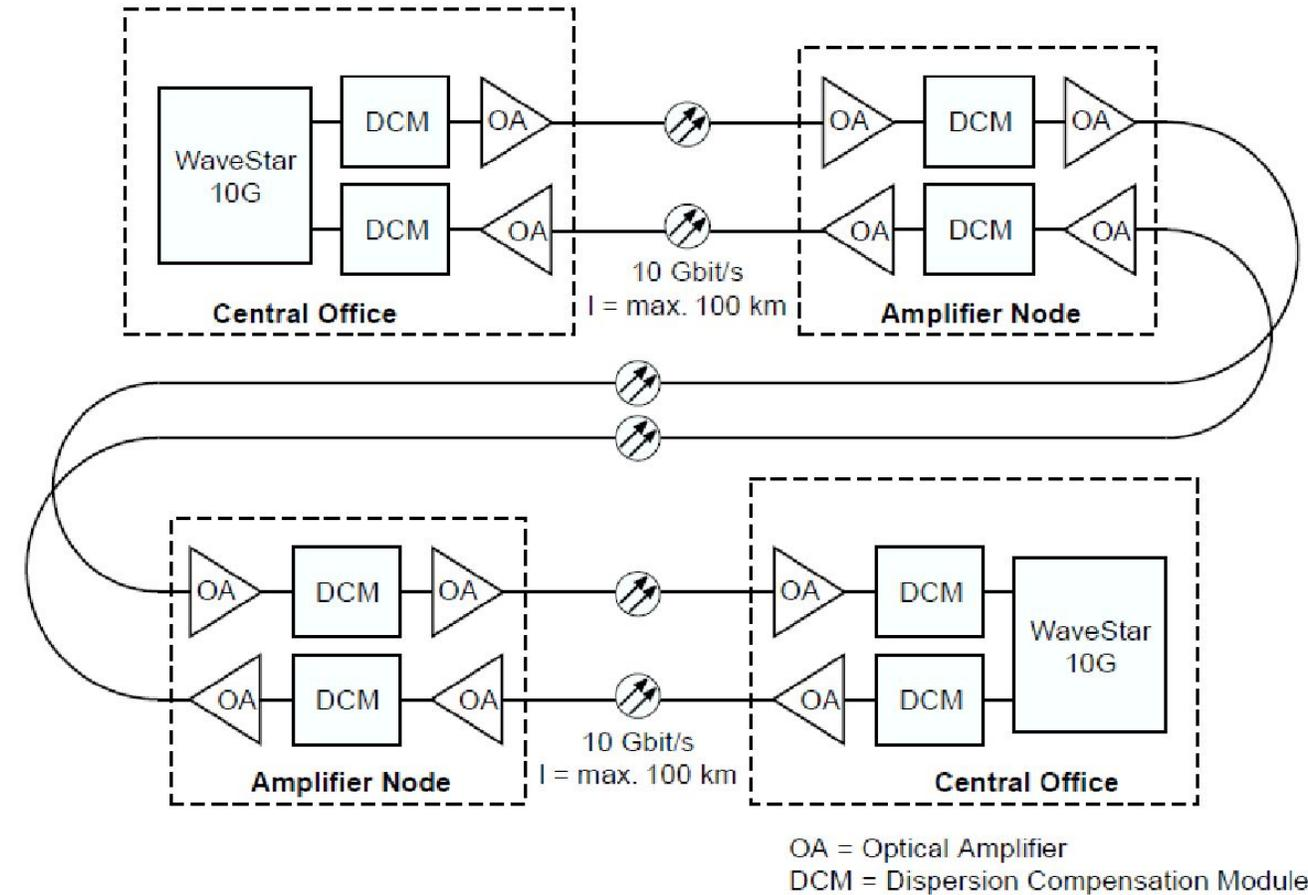 WaveStar
10G
DCM
OA
DCM
OA
Central Office
10 Gbit/s
l = max. 100 km
OA
DCM
OA
OA
DCM
OA
Amplifier Node
OA
DCM
OA
OA
DCM
OA
Amplifier Node
10 Gbit/s
l = max. 100 km
OA
DCM
OA
DCM
WaveStar
10G
Central Office
OA = Optical Amplifier
DCM = Dispersion Compensation Module